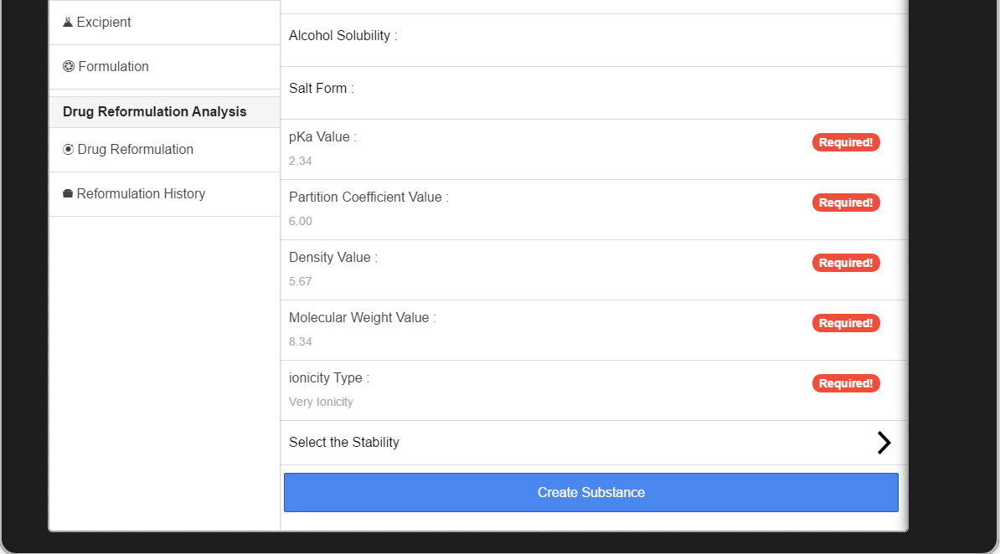 Excipient
Formulation
Drug Reformulation Analysis
Drug Reformulation
Reformulation History
Alcohol Solubility :
Salt Form :
pKa Value :
Required!
2.34
Partition Coefficient Value :
Required!
6.00
Density Value :
Required!
5.67
Molecular Weight Value :
Required!
8.34
ionicity Type :
Required!
Very Ionicity
Select the Stability
Create Substance